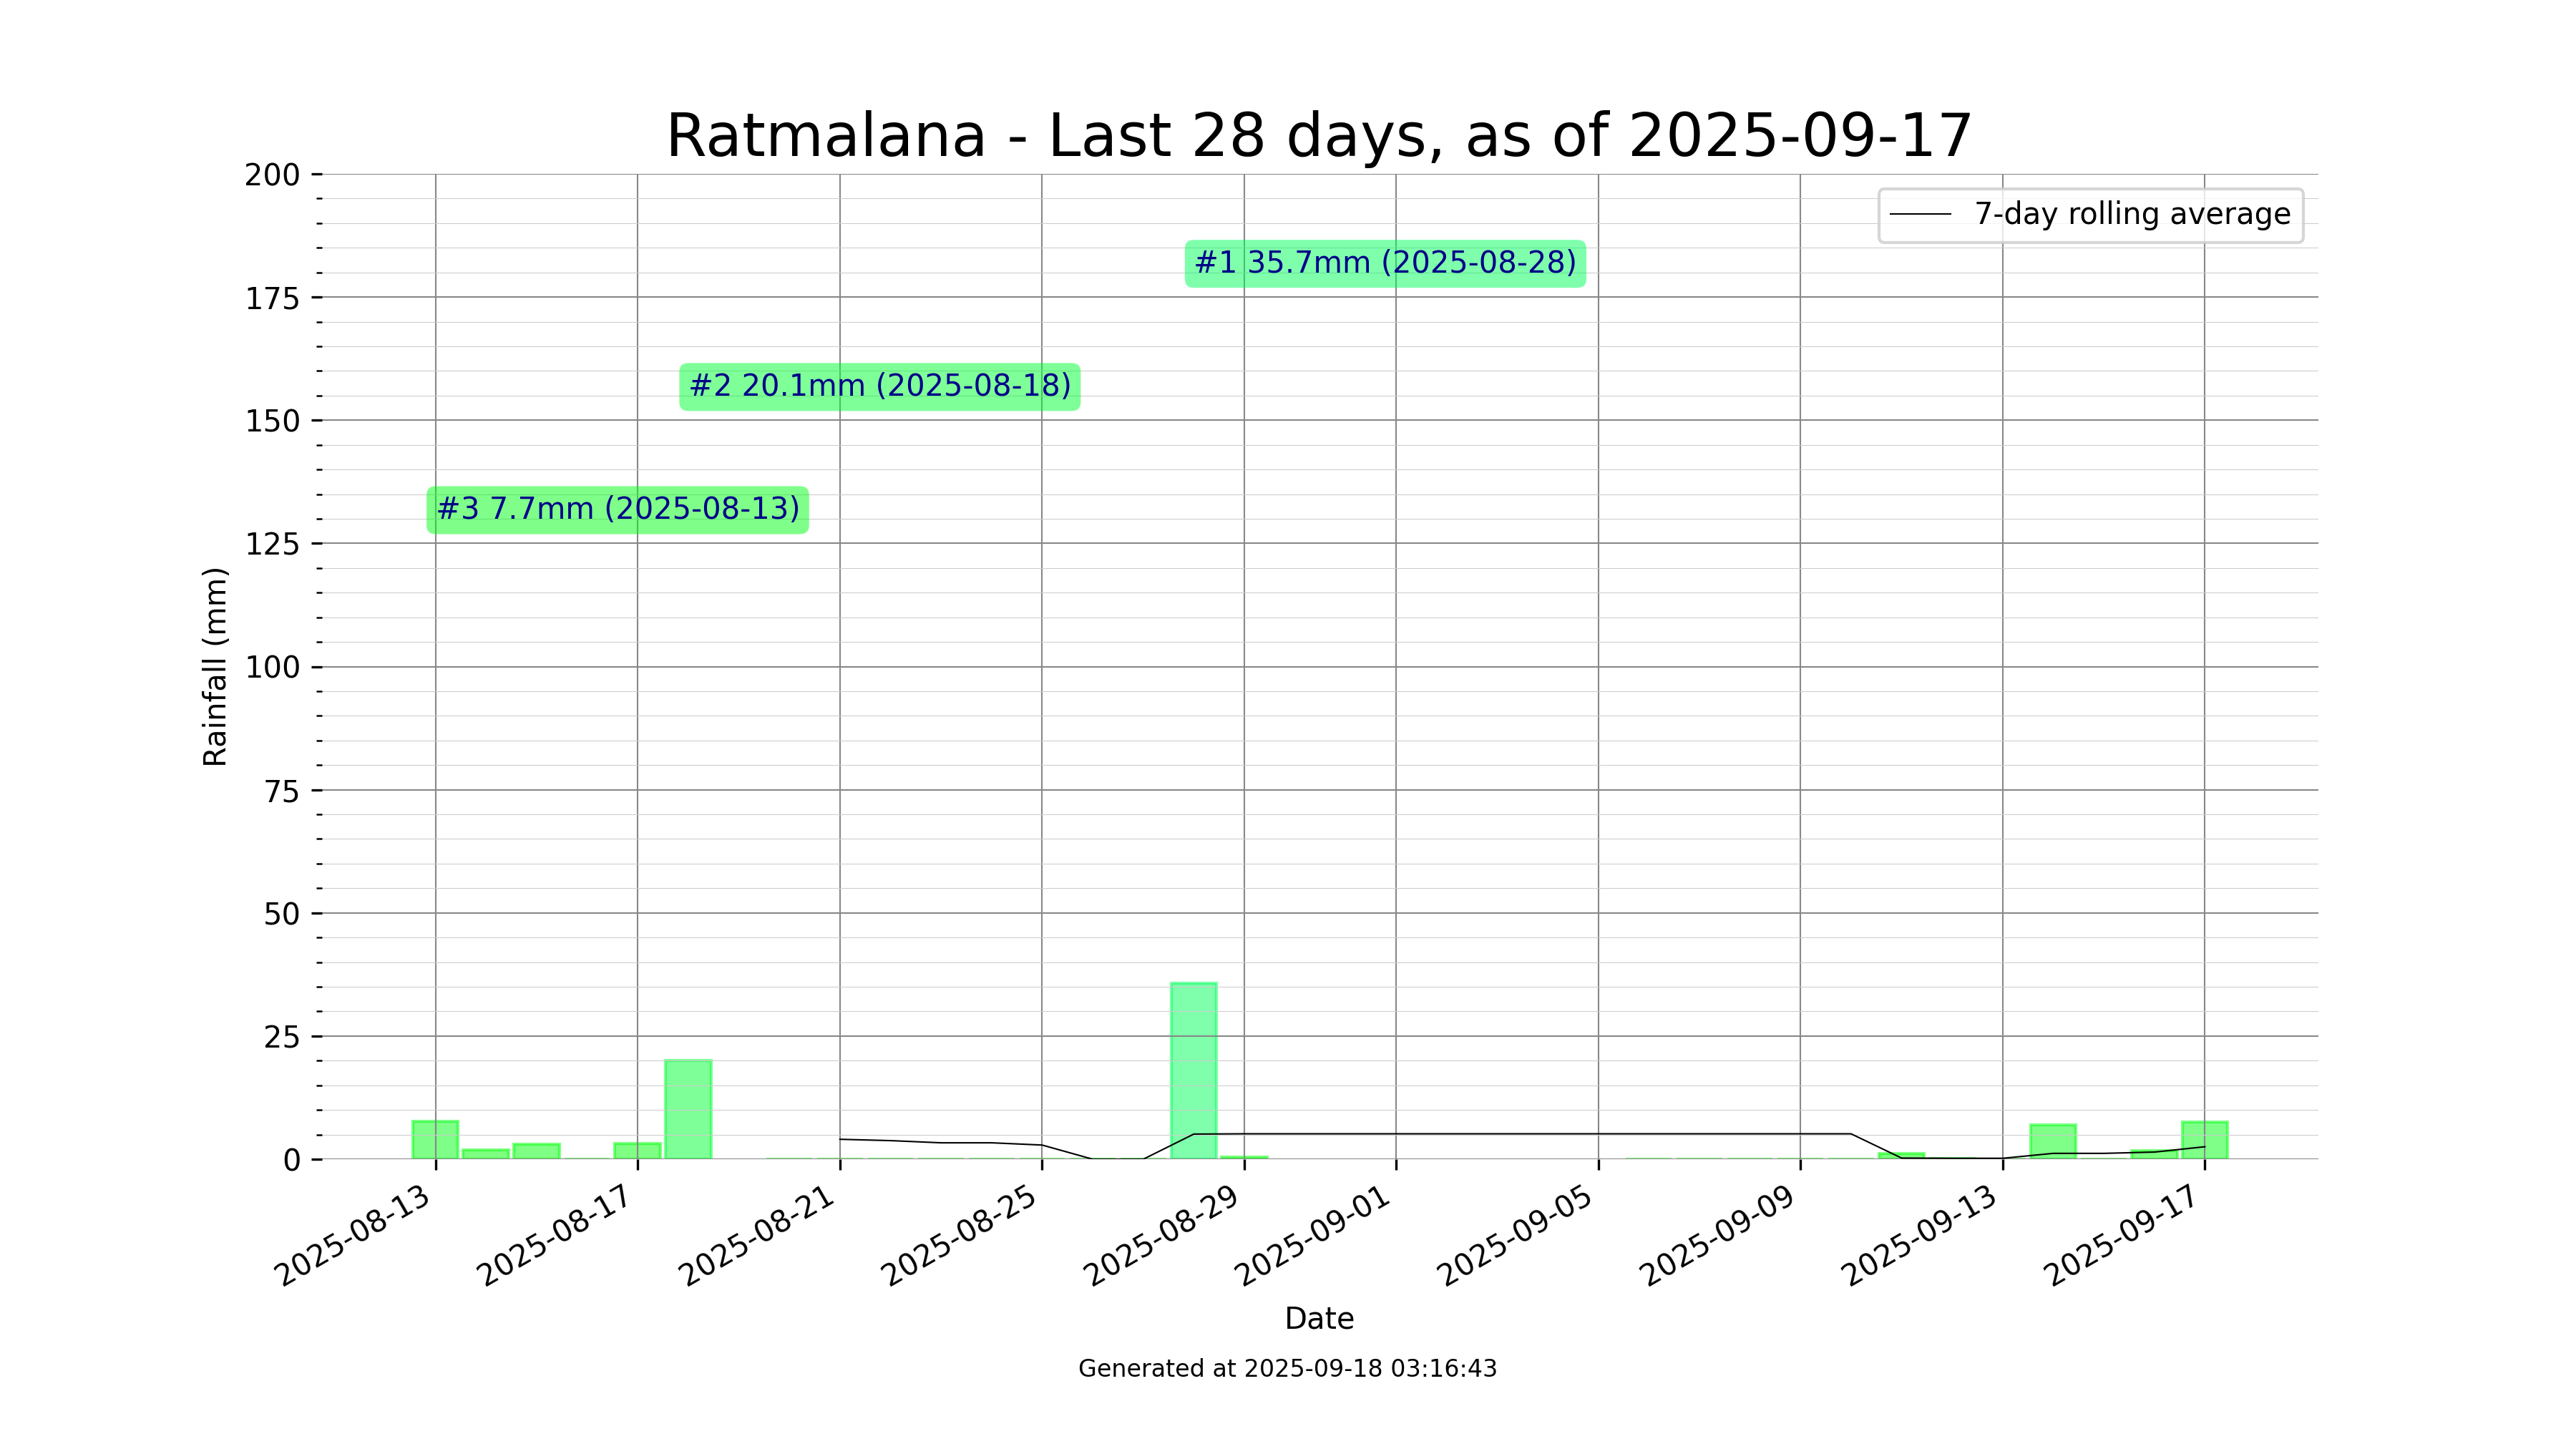 Ratmalana - Last 28 days, as of 2025-09-17
200
175
150
125
100
75
50
25
0
Rainfall (mm)
7-day rolling average
#1 35.7mm (2025-08-28)
#2 20.1mm (2025-08-18)
#3 7.7mm (2025-08-13)
2025-08-13
2025-08-17
2025-08-21
2025-08-25
2025-08-29
2025-09-01
2025-09-05
2025-09-09
2025-09-13
2025-09-17
Date
Generated at 2025-09-18 03:16:43